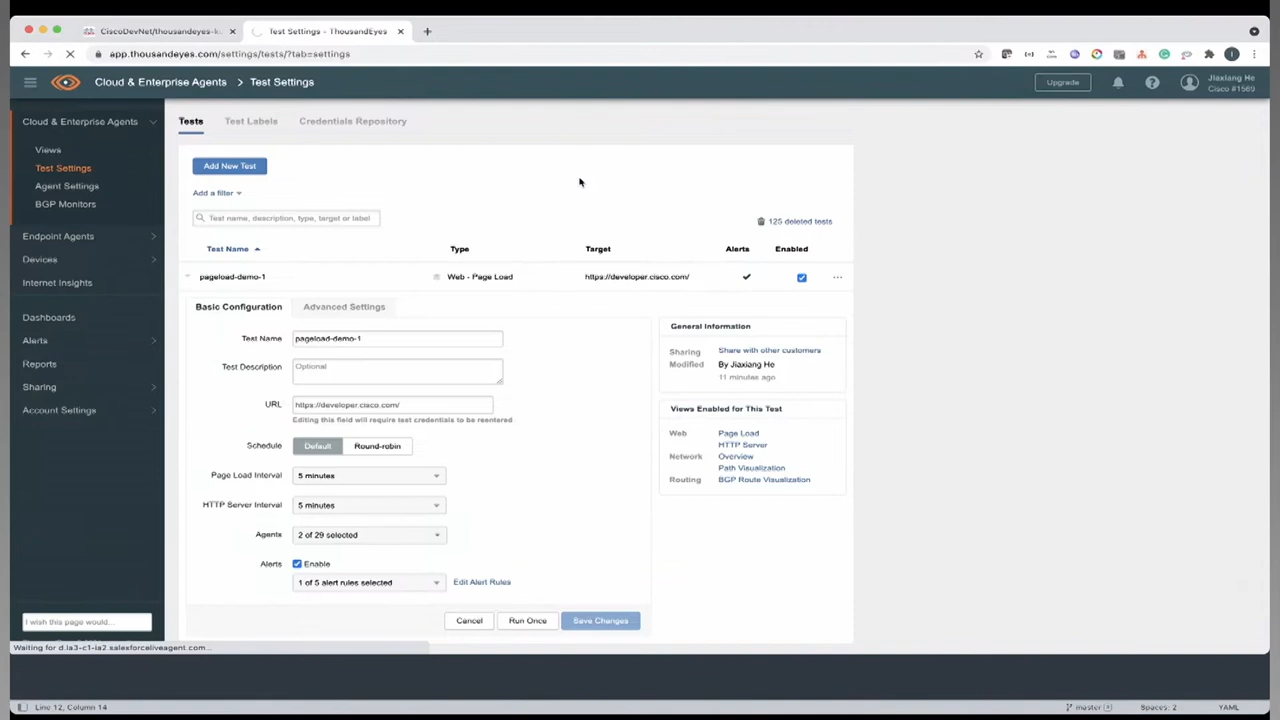 CiscoDevNet/thousandeyes-k
Test Settings - ThousandEyes
app.thousandeyes.com/settings/tests/?tab=settings
Cloud & Enterprise Agents > Test Settings
Upgrade
Jiaxiang He
Cisco #1569
Cloud & Enterprise Agents
Views
Test Settings
Agent Settings
BGP Monitors
Endpoint Agents
Devices
Internet Insights
Dashboards
Alerts
Reports
Sharing
Account Settings
I wish this page would...
Tests
Test Labels
Credentials Repository
Add New Test
Add a filter
Test name, description, type, target or label
125 deleted tests
Test Name
Type
Target
Alerts
Enabled
pageload-demo-1
Web - Page Load
https://developer.cisco.com/
Basic Configuration
Advanced Settings
Test Name
pageload-demo-1
Test Description
Optional
URL
https://developer.cisco.com/
Editing this field will require test credentials to be reentered
Schedule
Default
Round-robin
Page Load Interval
5 minutes
HTTP Server Interval
5 minutes
Agents
2 of 29 selected
Alerts
Enable
1 of 5 alert rules selected
Edit Alert Rules
Cancel
Run Once
Save Changes
General Information
Sharing
Share with other customers
Modified
By Jiaxiang He
11 minutes ago
Views Enabled for This Test
Web
Page Load
HTTP Server
Network
Overview
Path Visualization
Routing
BGP Route Visualization
Waiting for d.la3-c1-ia2.salesforceliveagent.com...
Line 12, Column 14
master
Spaces: 2
YAML